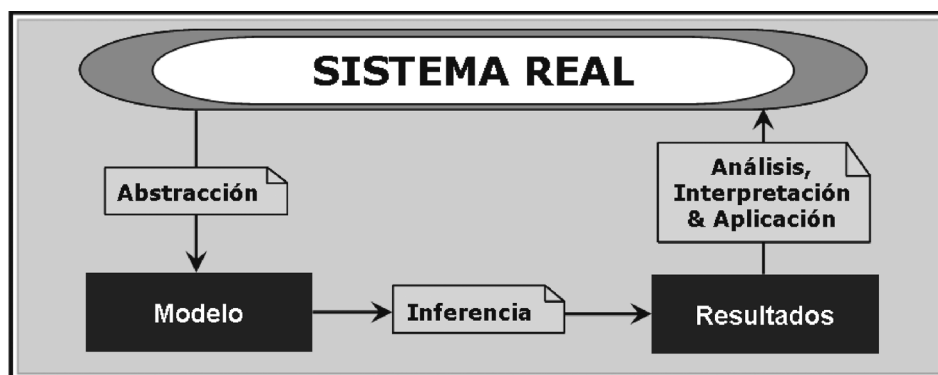 SISTEMA REAL
Abstracción
Análisis,
Interpretación
& Aplicación
Modelo
Inferencia
Resultados